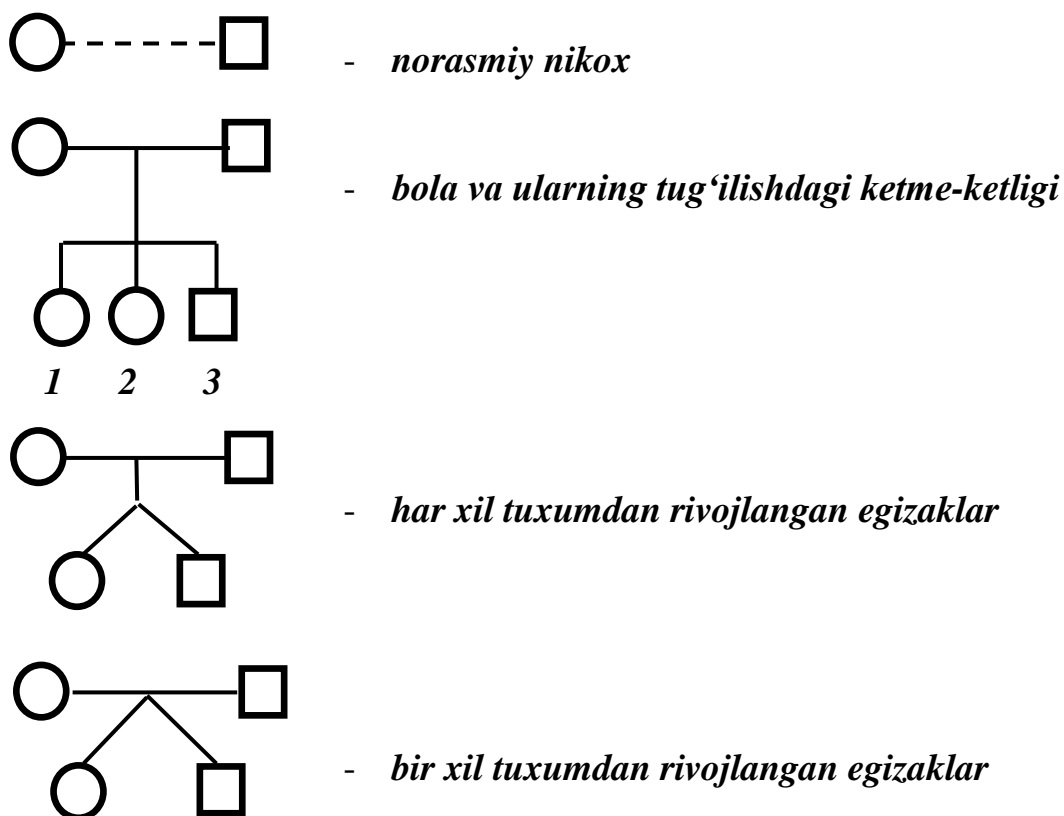 - norasmiy nikox
- bola va ularning tug‘ilishdagi ketme-ketligi
1 2 3
- har xil tuxumdan rivojlangan egizaklar
- bir xil tuxumdan rivojlangan egizaklar